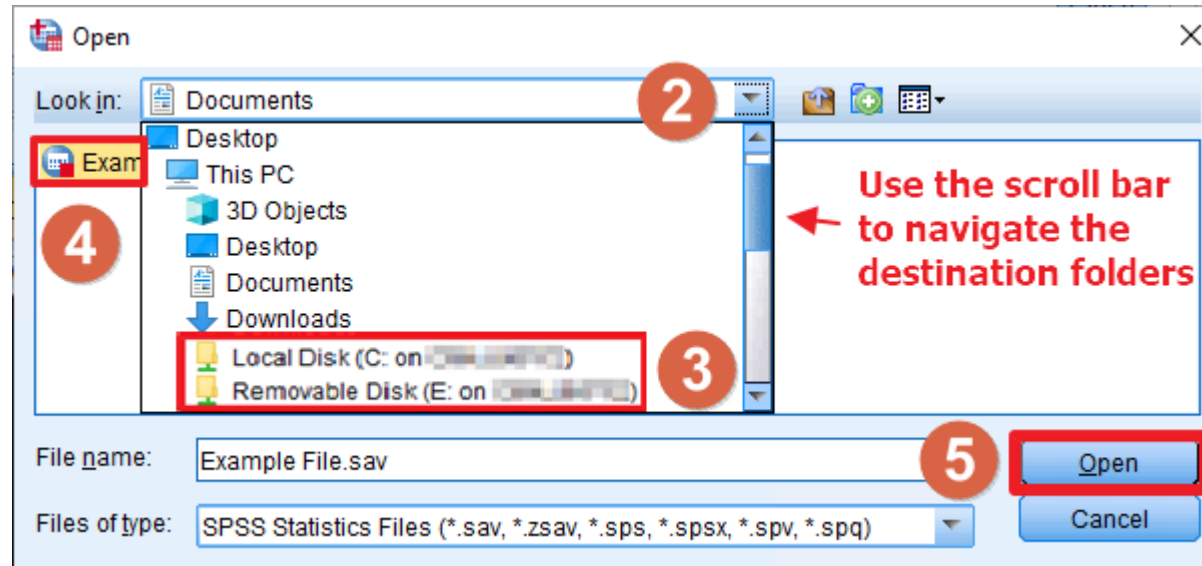 Open
Look in: Documents 2
Desktop
Exam
This PC
3D Objects
4
Desktop
Documents
Downloads
Local Disk (C: on )
Removable Disk (E: on )
3
Use the scroll bar
to navigate the
destination folders
File name: Example File.sav 5 Open
Files of type: SPSS Statistics Files (*.sav, *.zsav, *.sps, *.spsx, *.spv, *.spq) Cancel